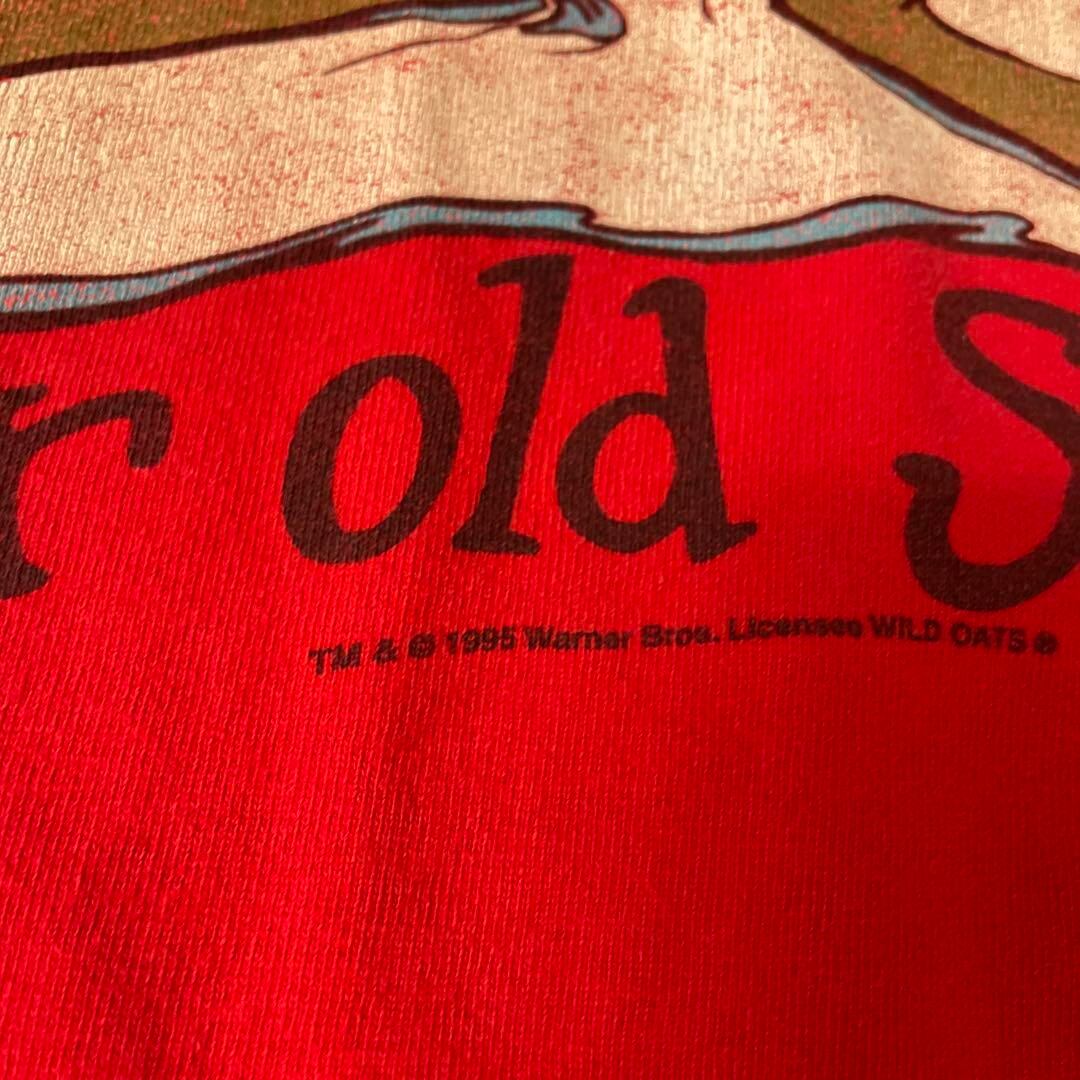 r old S
TM & © 1995 Warner Bros. Licensee WILD OATS ®